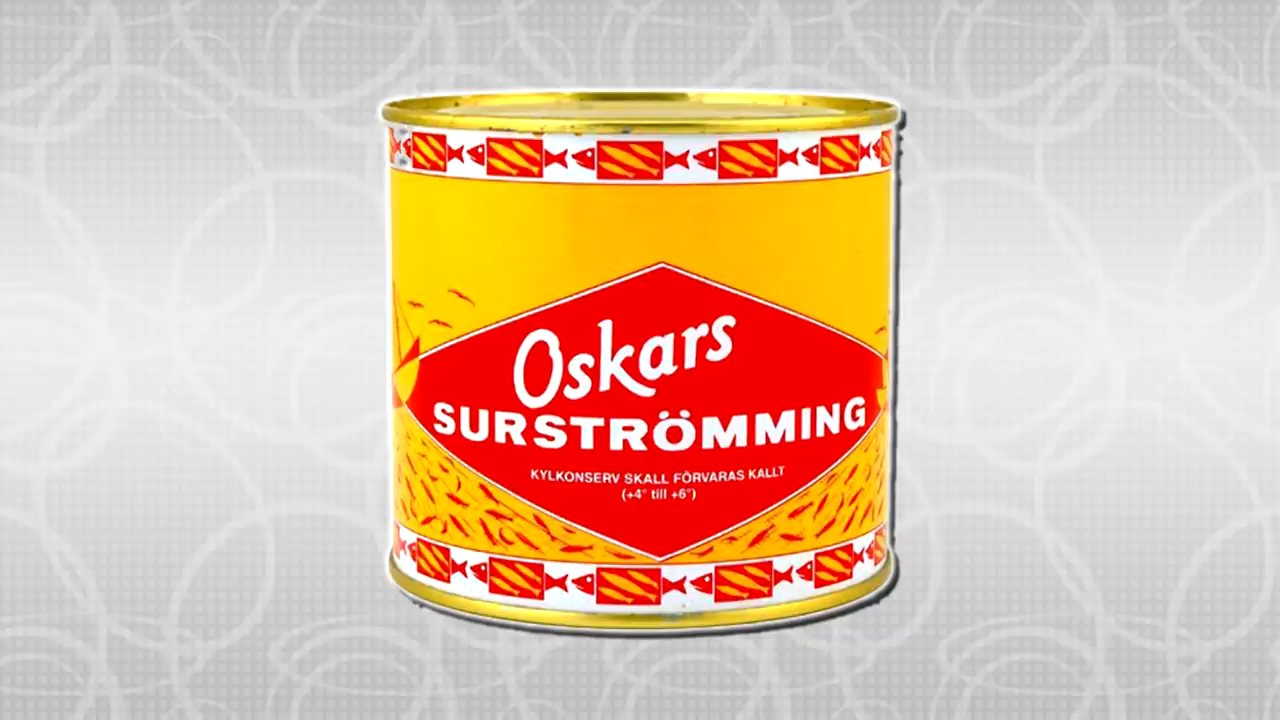 Oskars
SURSTRÖMMING
KYLKONSERV SKALL FÖRVARAS KALLT
(+4° till +6°)